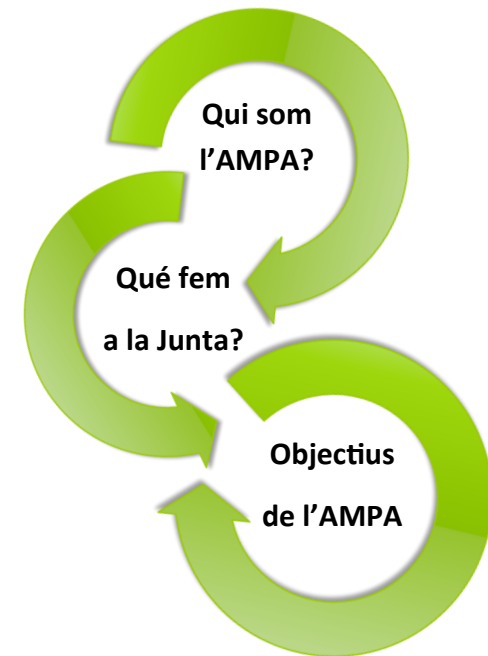 Qui som
l’AMPA?
Qué fem
a la Junta?
Objectius
de l’AMPA